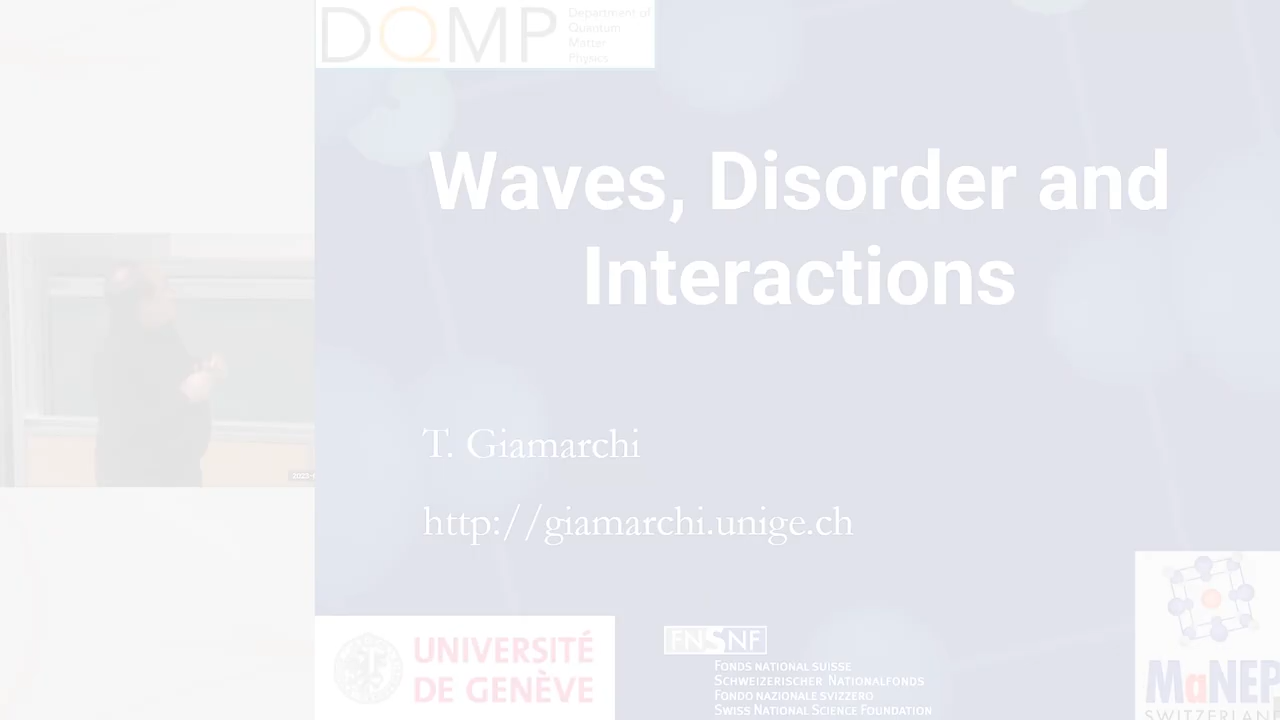 DQMP
Department of
Quantum
Matter
Physics
Waves, Disorder and
Interactions
T. Giamarchi
http://giamarchi.unige.ch
UNIVERSITÉ
DE GENÈVE
FNSNF
FONDS NATIONAL SUISSE
SCHWEIZERISCHER NATIONALFONDS
FONDO NAZIONALE SVIZZERO
SWISS NATIONAL SCIENCE FOUNDATION
MaNEP